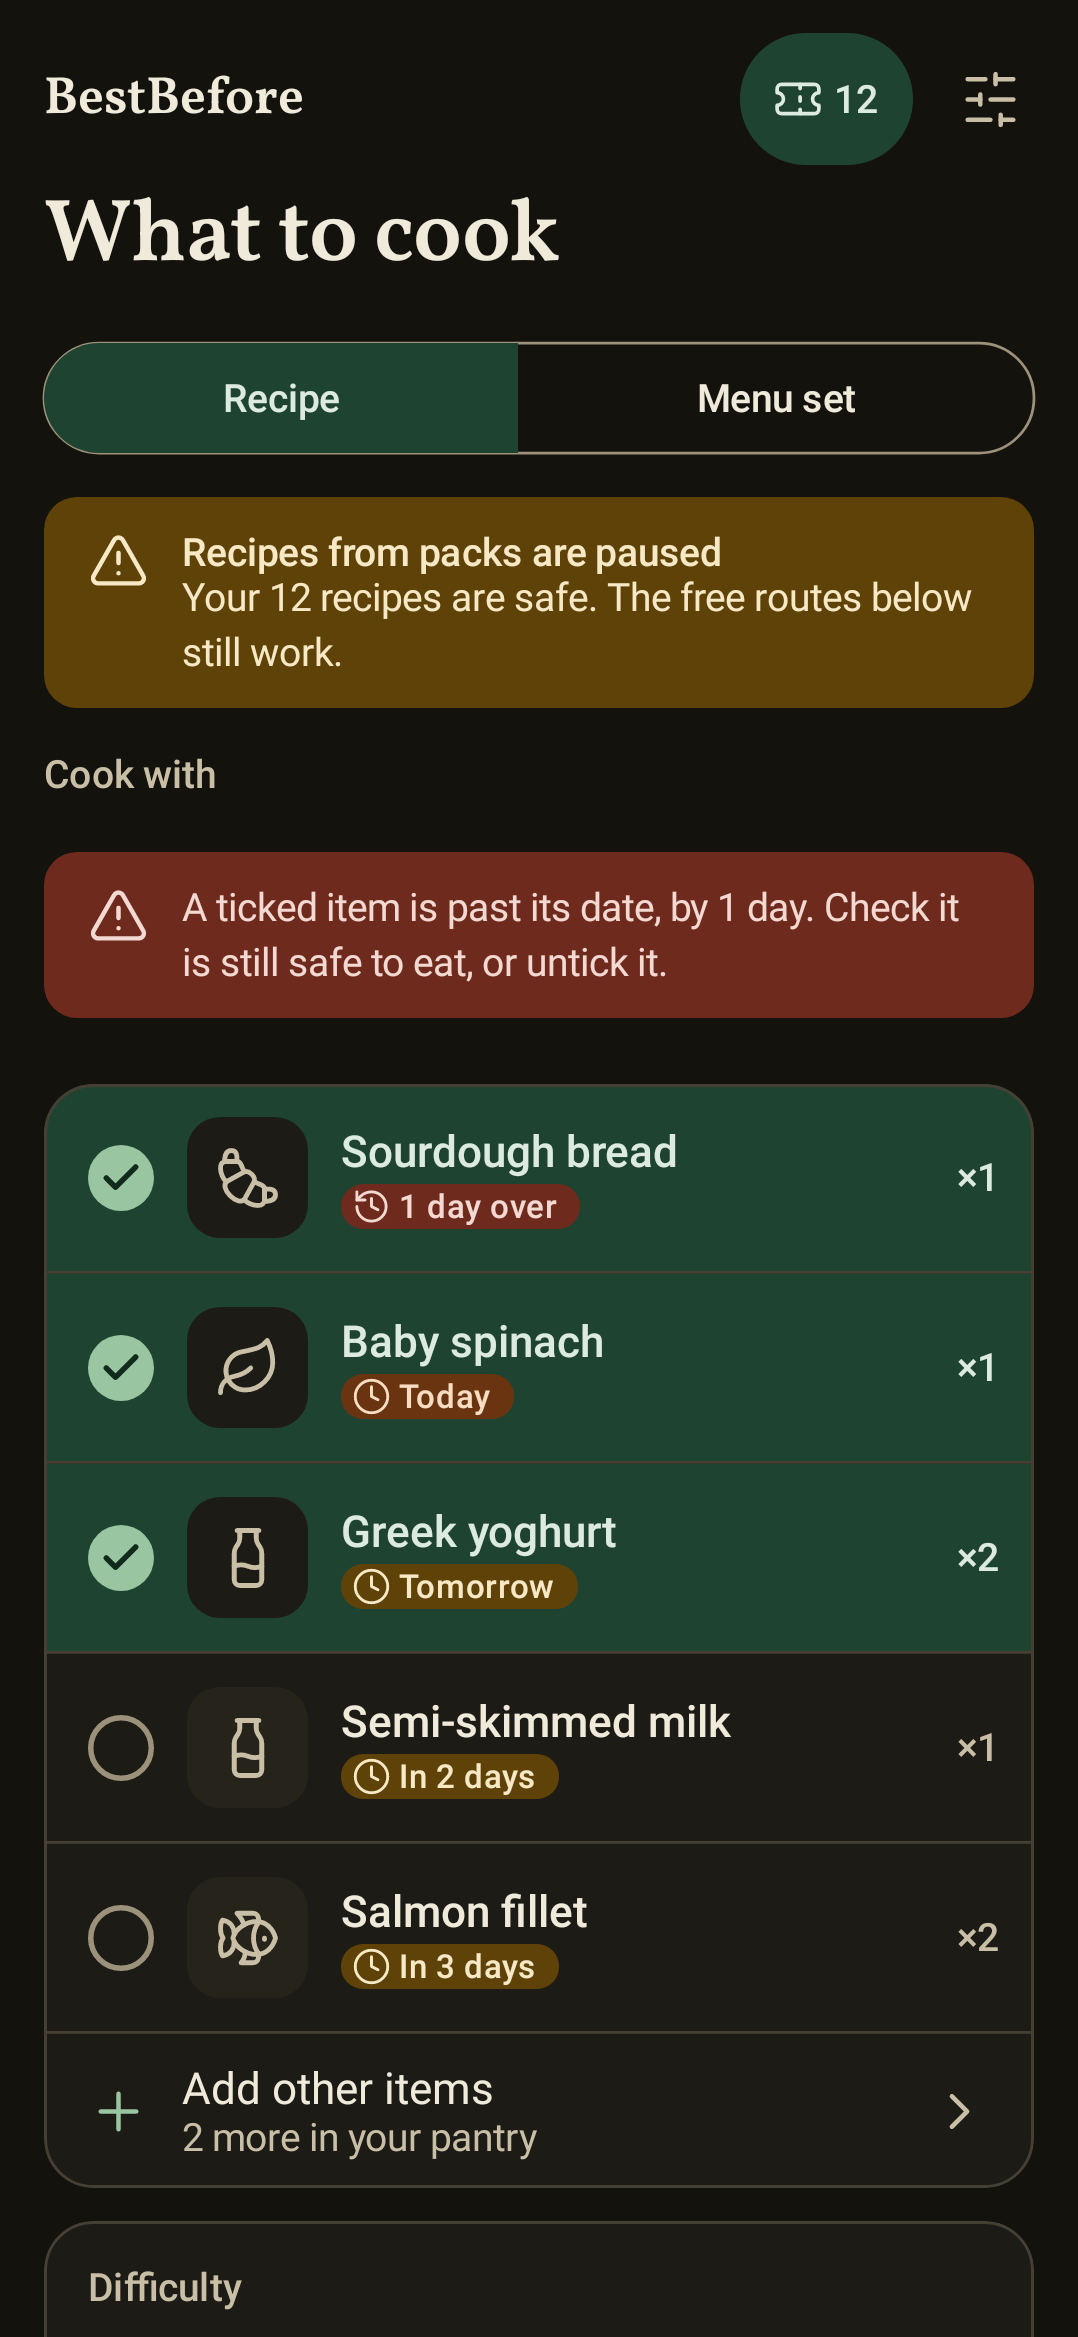 BestBefore
12
What to cook
Recipe
Menu set
Recipes from packs are paused
Your 12 recipes are safe. The free routes below
still work.
Cook with
A ticked item is past its date, by 1 day. Check it
is still safe to eat, or untick it.
Sourdough bread
1 day over
×1
Baby spinach
Today
×1
Greek yoghurt
Tomorrow
×2
Semi-skimmed milk
In 2 days
×1
Salmon fillet
In 3 days
×2
Add other items
2 more in your pantry
Difficulty